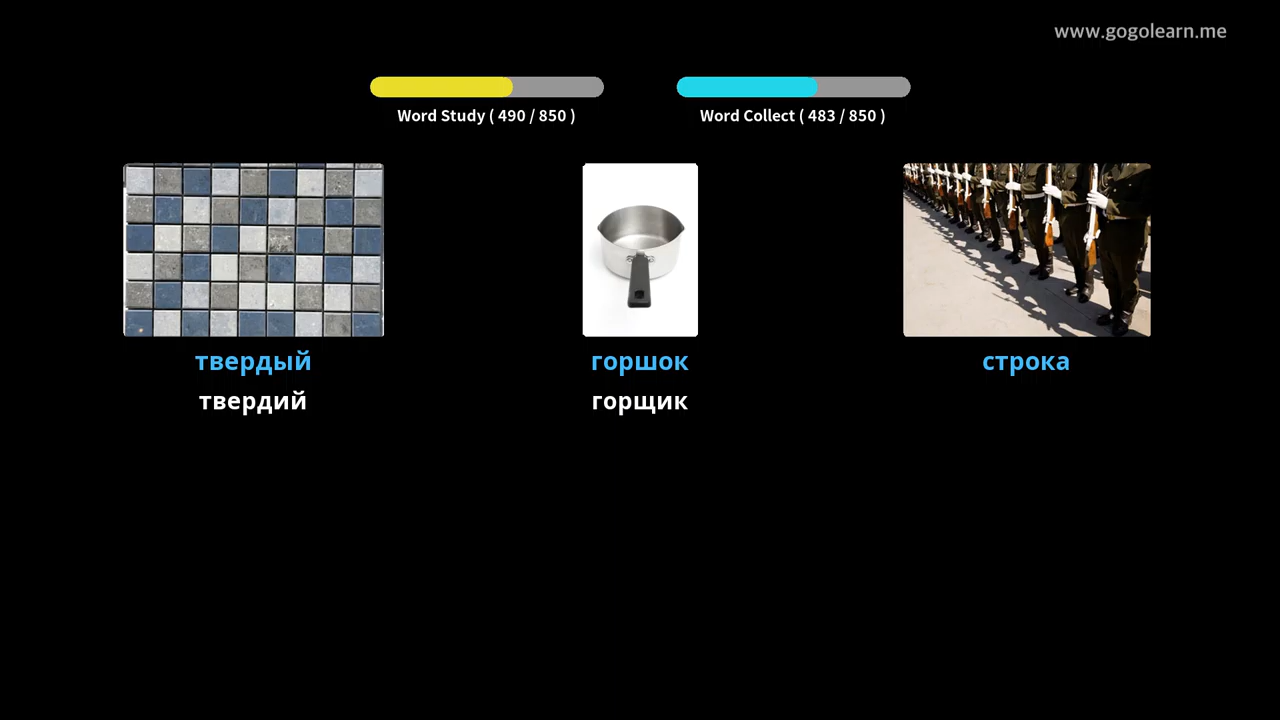 www.gogolearn.me
Word Study ( 490 / 850 )
Word Collect ( 483 / 850 )
твердый
горшок
строка
твердий
горщик